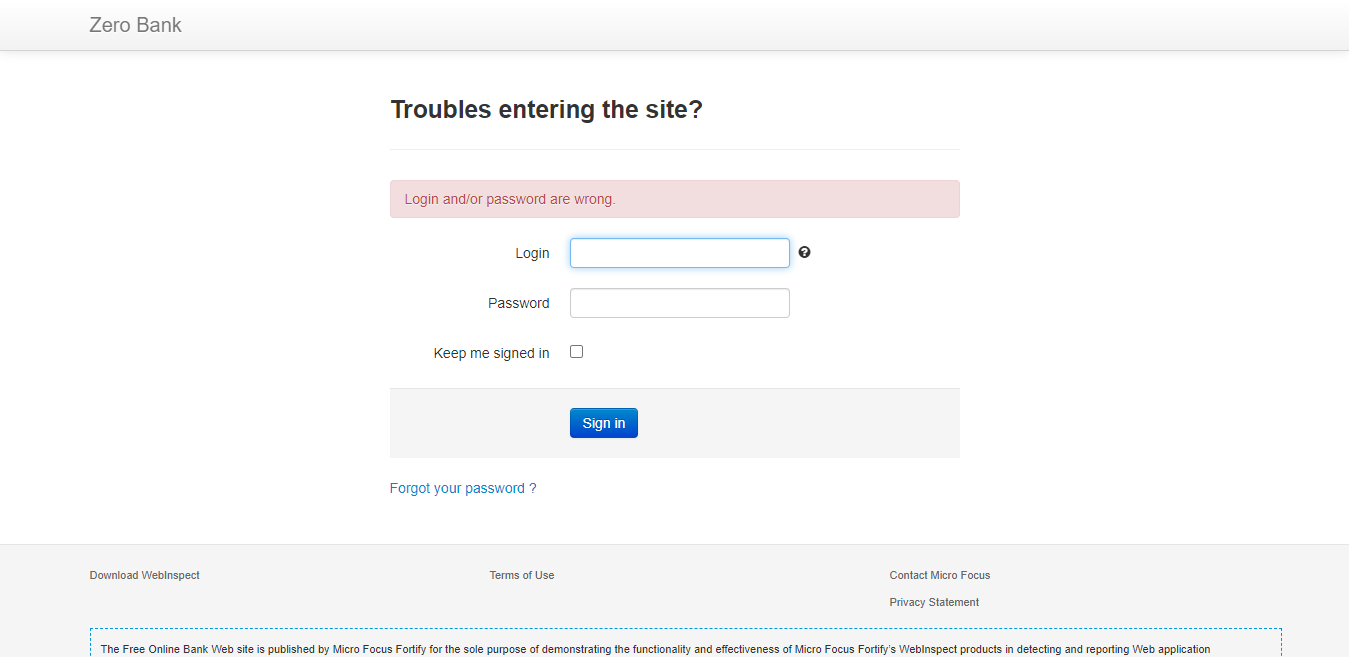 Zero Bank
Troubles entering the site?
Login and/or password are wrong.
Login
Password
Keep me signed in
Sign in
Forgot your password ?
Download WebInspect
Terms of Use
Contact Micro Focus
Privacy Statement
The Free Online Bank Web site is published by Micro Focus Fortify for the sole purpose of demonstrating the functionality and effectiveness of Micro Focus Fortify's WebInspect products in detecting and reporting Web application